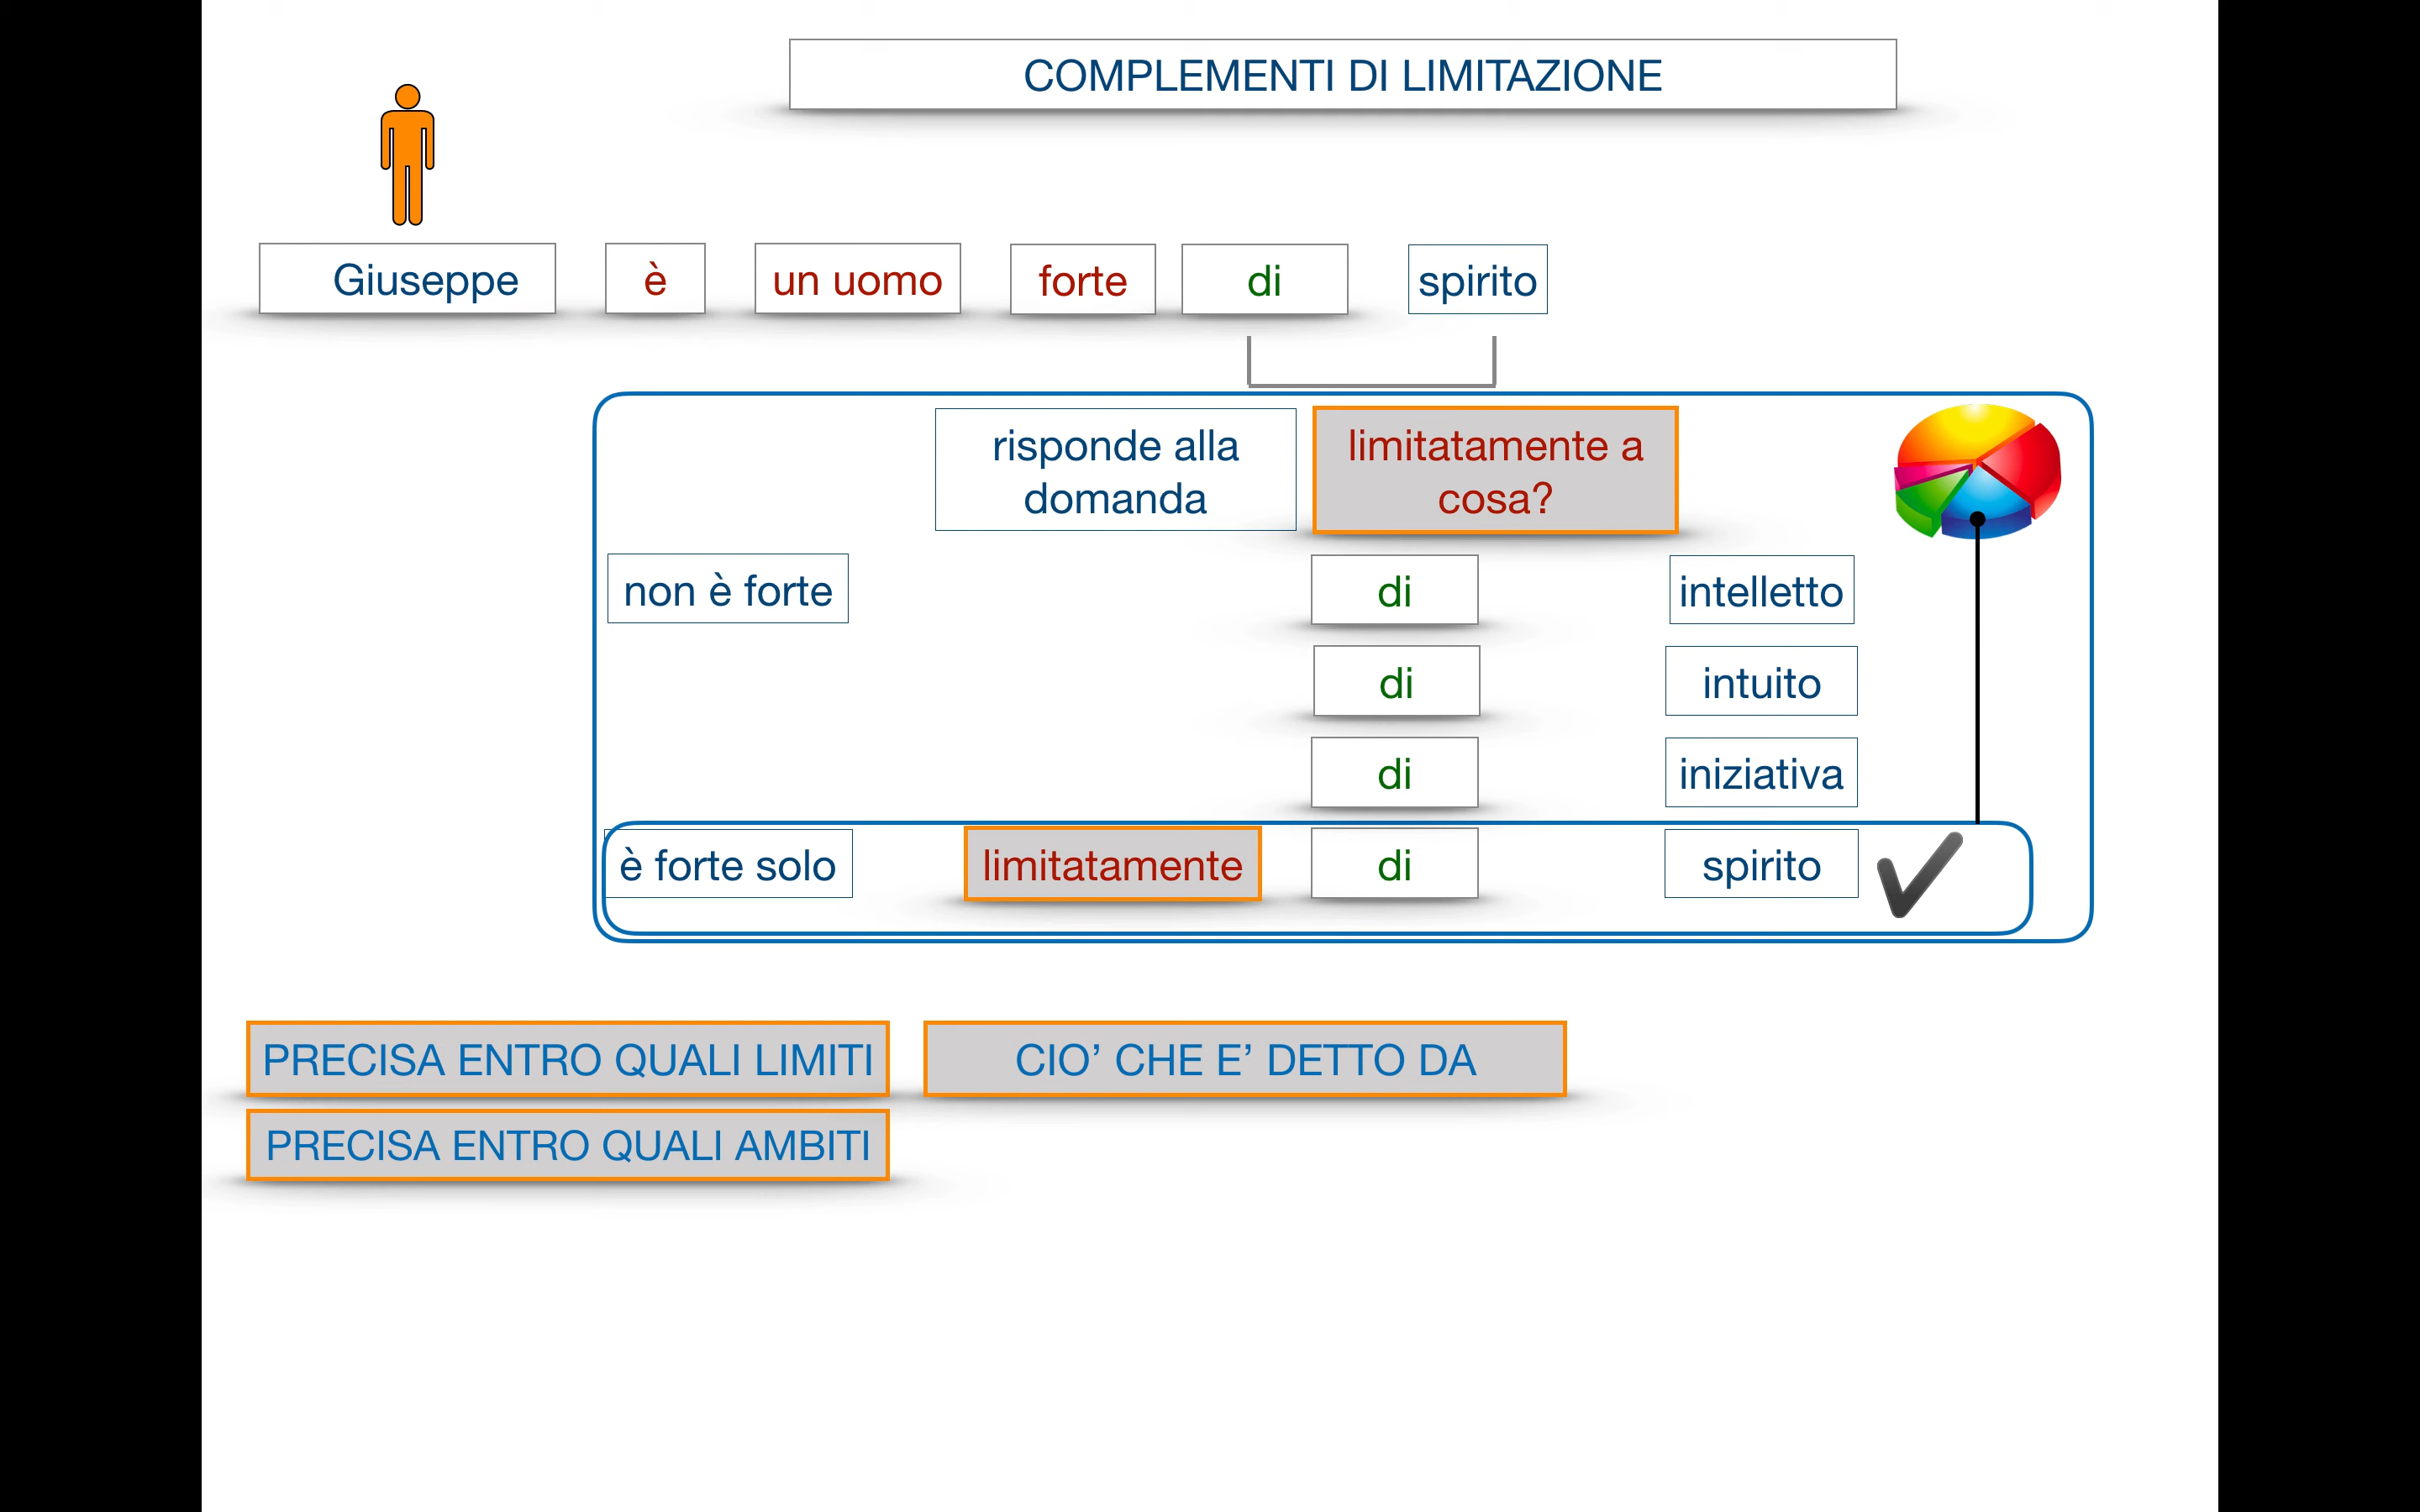 COMPLEMENTI DI LIMITAZIONE
Giuseppe è un uomo forte di spirito
risponde alla
domanda
limitatamente a
cosa?
non è forte di intelletto
di intuito
di iniziativa
è forte solo limitatamente di spirito
PRECISA ENTRO QUALI LIMITI CIO’ CHE E’ DETTO DA
PRECISA ENTRO QUALI AMBITI